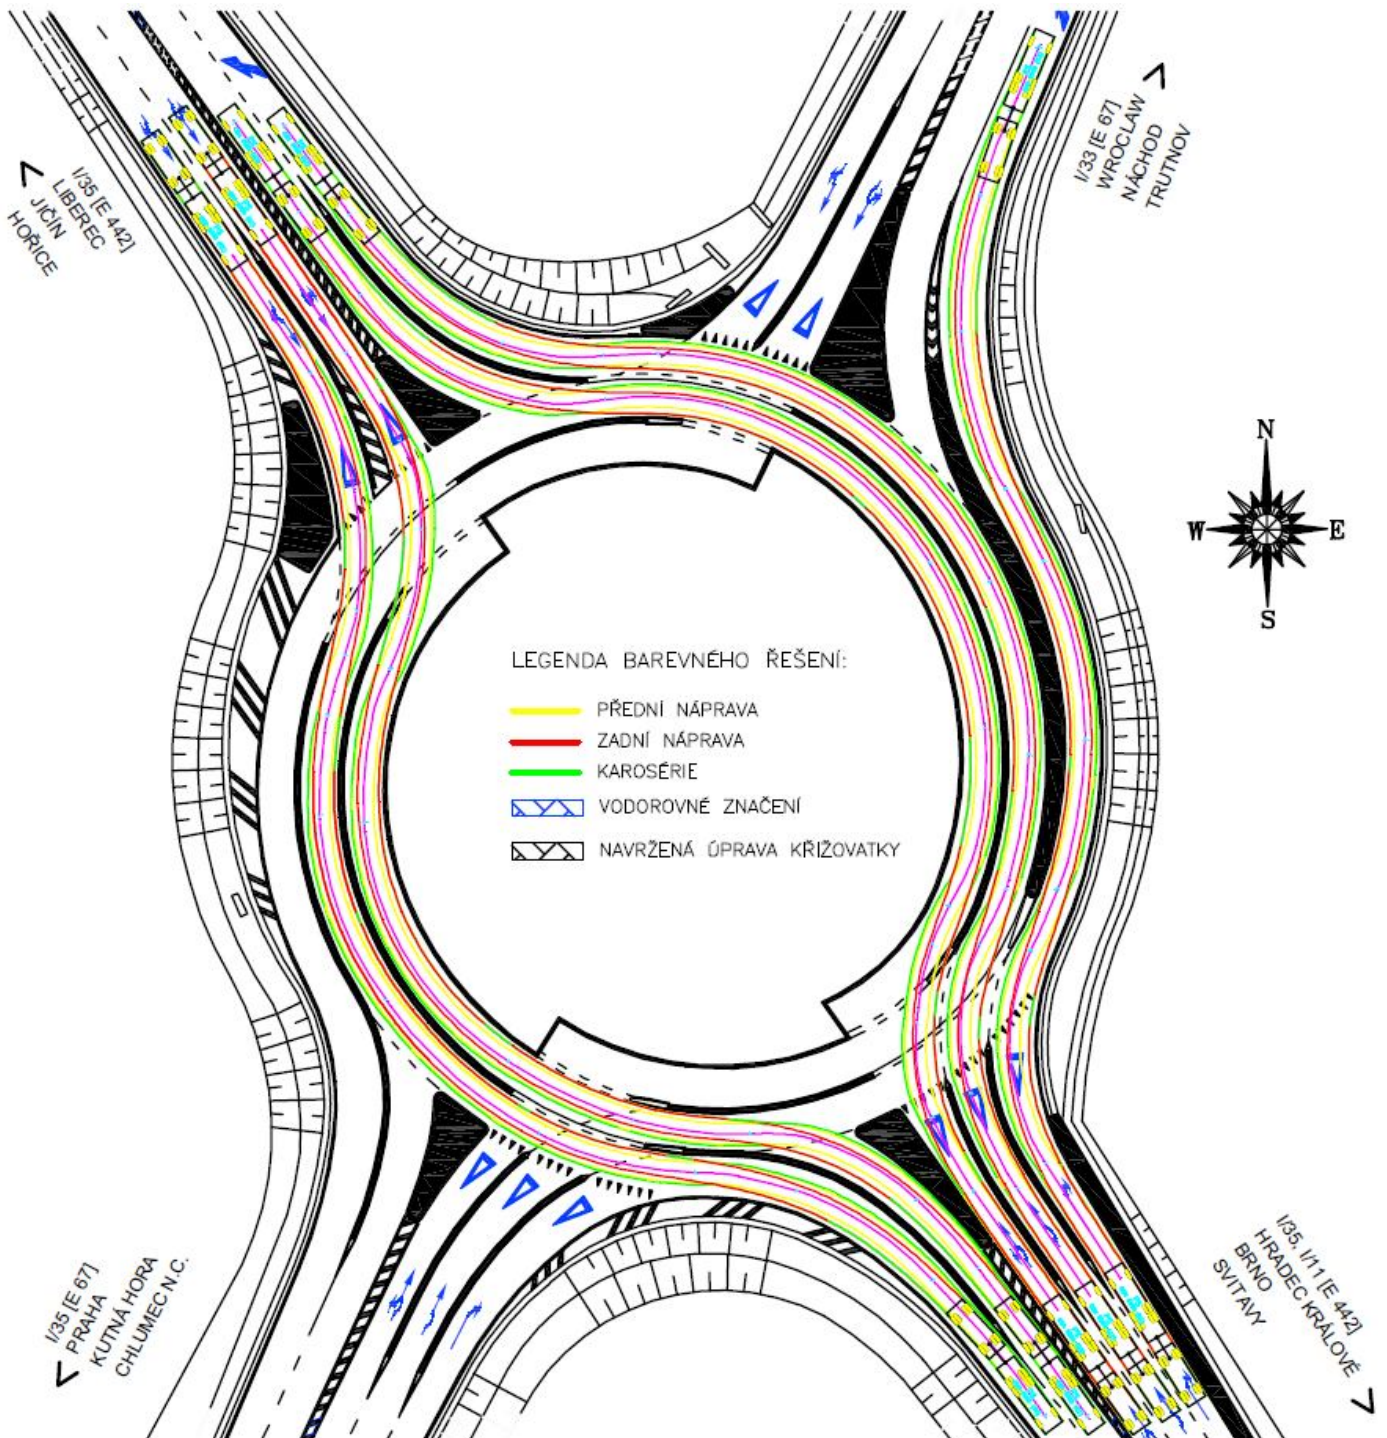 I/35 [E 442]
LIBEREC
JIČÍN
HOŘICE
I/33 [E 67]
WROCLAW
NÁCHOD
TRUTNOV
N
W E
S
LEGENDA BAREVNÉHO ŘEŠENÍ:
PŘEDNÍ NÁPRAVA
ZADNÍ NÁPRAVA
KAROSÉRIE
VODOROVNÉ ZNAČENÍ
NAVRŽENÁ ÚPRAVA KŘIŽOVATKY
I/35 [E 67]
PRAHA
KUTNÁ HORA
CHLUMEC N.C.
I/35, I/11 [E 442]
HRADEC KRÁLOVÉ
BRNO
SVITAVY